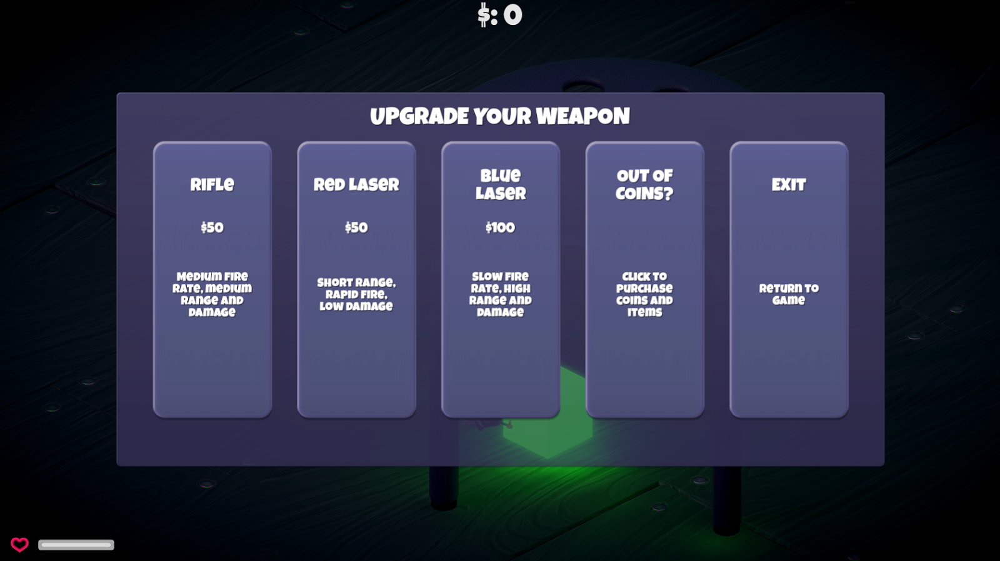 $: 0
UPGRADE YOUR WEAPON
RIFLE
$50
MEDIUM FIRE
RATE, MEDIUM
RANGE AND
DAMAGE
RED LASER
$50
SHORT RANGE,
RAPID FIRE,
LOW DAMAGE
BLUE
LASER
$100
SLOW FIRE
RATE, HIGH
RANGE AND
DAMAGE
OUT OF
COINS?
CLICK TO
PURCHASE
COINS AND
ITEMS
EXIT
RETURN TO
GAME